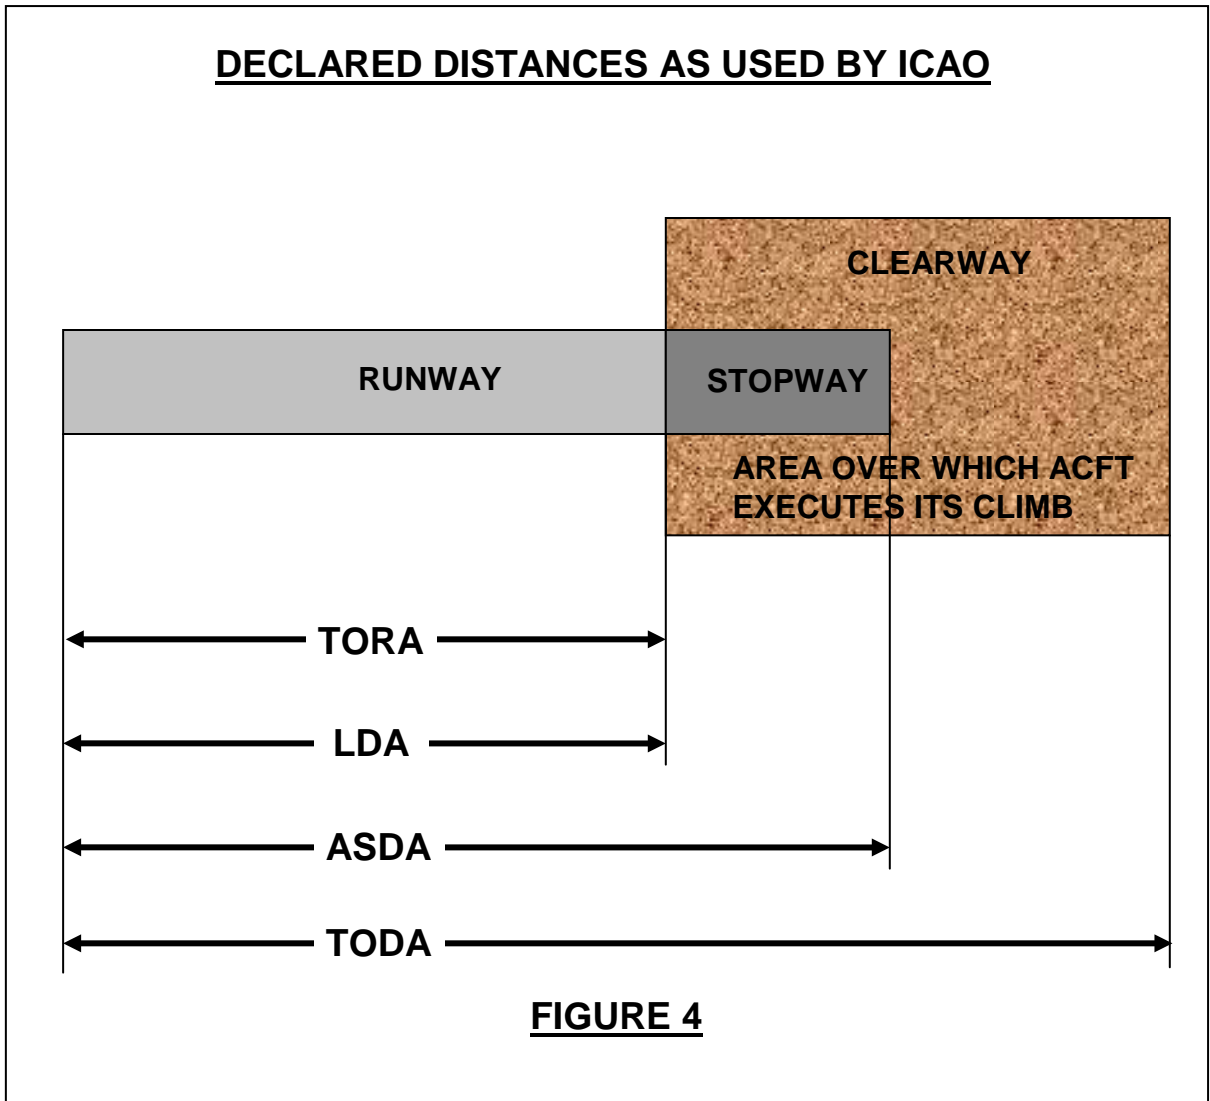 DECLARED DISTANCES AS USED BY ICAO
CLEARWAY
RUNWAY
STOPWAY
AREA OVER WHICH ACFT
EXECUTES ITS CLIMB
TORA
LDA
ASDA
TODA
FIGURE 4